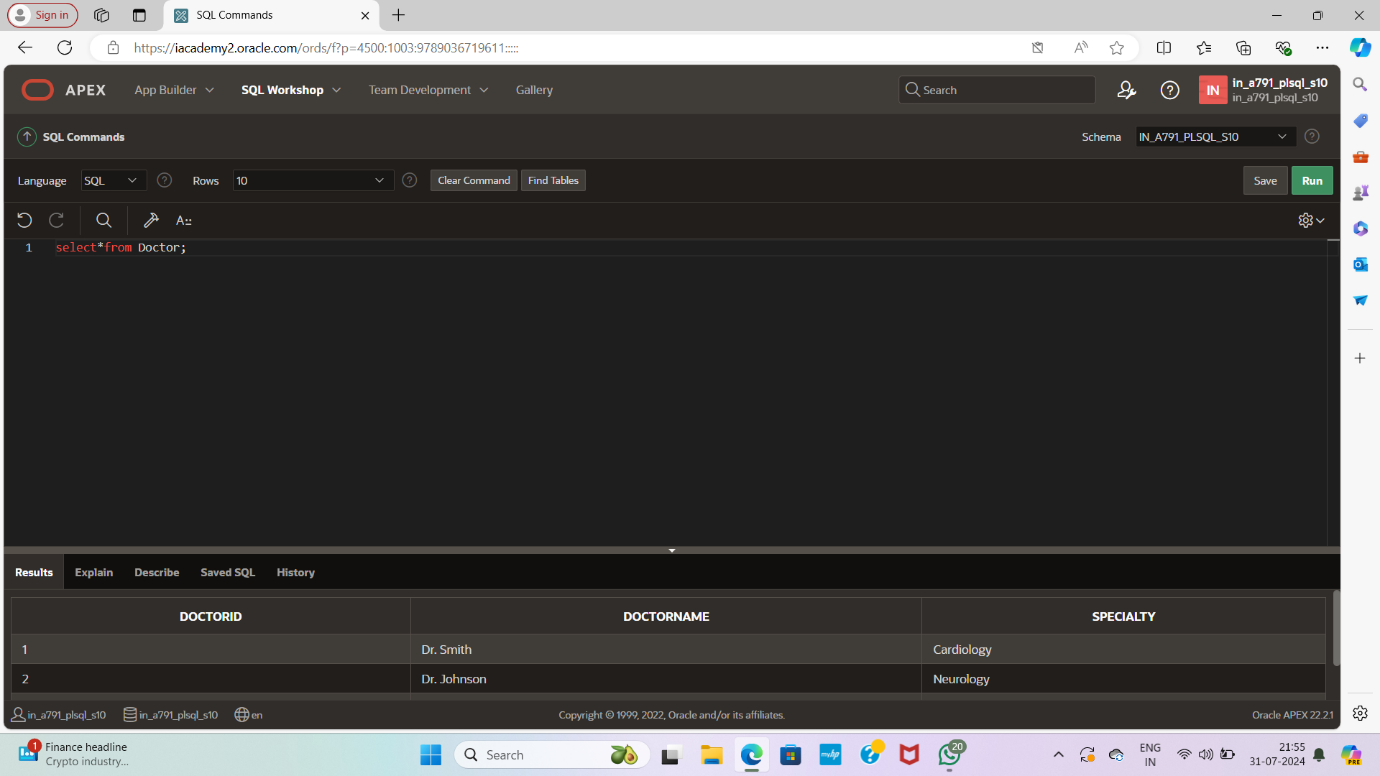 Sign in
SQL Commands
https://iacademy2.oracle.com/ords/f?p=4500:1003:9789036719611:::::
APEX App Builder SQL Workshop Team Development Gallery Search IN in_a791_plsql_s10
in_a791_plsql_s10
SQL Commands Schema IN_A791_PLSQL_S10
Language SQL Rows 10 Clear Command Find Tables Save Run
1 select*from Doctor;
Results Explain Describe Saved SQL History
DOCTORID DOCTORNAME SPECIALTY
1 Dr. Smith Cardiology
2 Dr. Johnson Neurology
in_a791_plsql_s10 in_a791_plsql_s10 en Copyright © 1999, 2022, Oracle and/or its affiliates. Oracle APEX 22.2.1
1 Finance headline
Crypto industry...
Search
myhp
20
ENG
IN
21:55
31-07-2024
PRE